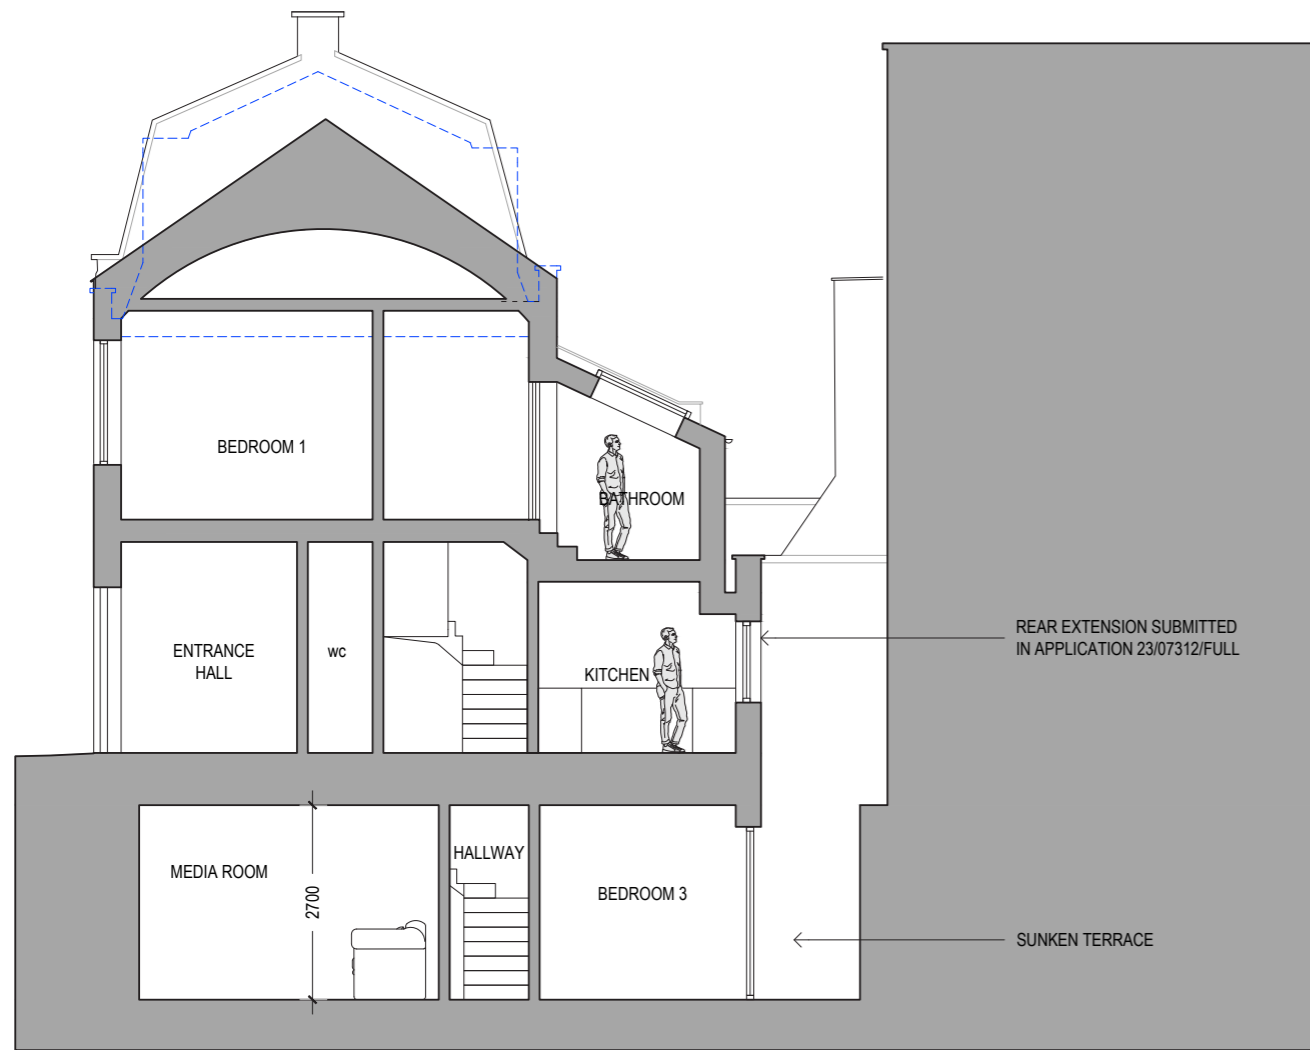 BEDROOM 1
BATHROOM
ENTRANCE
HALL
wc
KITCHEN
REAR EXTENSION SUBMITTED
IN APPLICATION 23/07312/FULL
MEDIA ROOM
2700
HALLWAY
BEDROOM 3
SUNKEN TERRACE